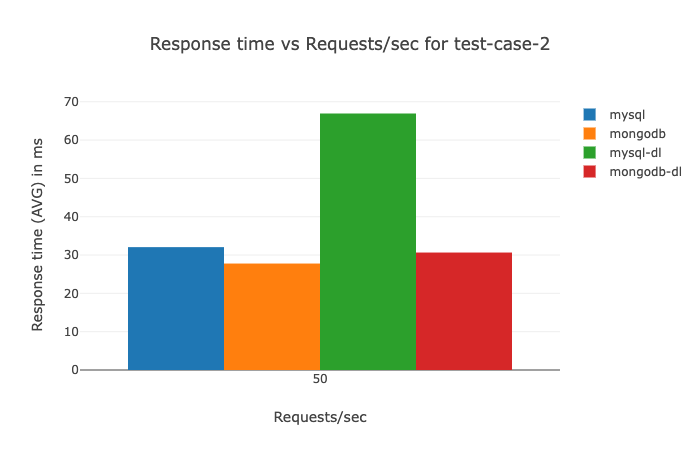 Response time vs Requests/sec for test-case-2
Response time (AVG) in ms
70
60
50
40
30
20
10
0
50
Requests/sec
mysql
mongodb
mysql-dl
mongodb-dl